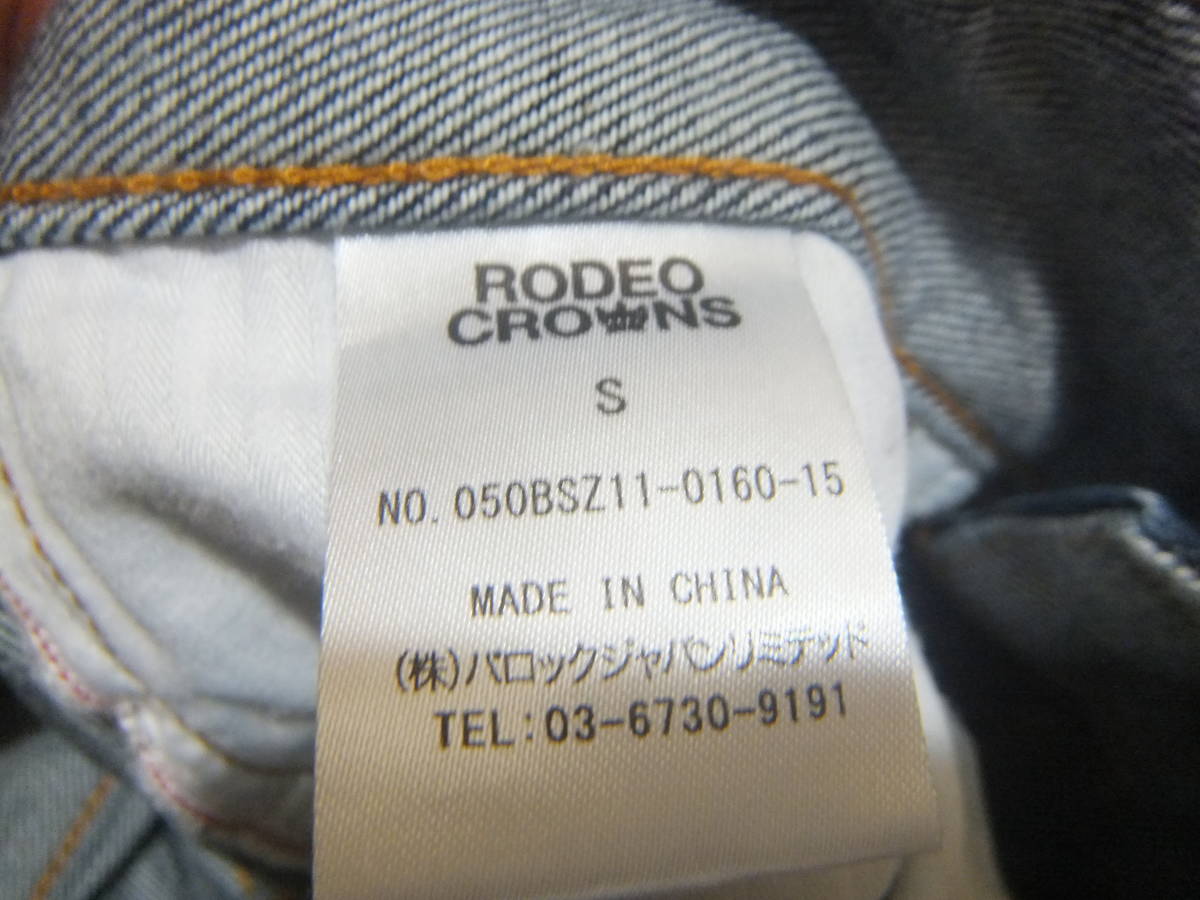 RODEO
CROWNS
S
NO. 050BSZ11-0160-15
MADE IN CHINA
(株)バロックジャパンリミテッド
TEL:03-6730-9191